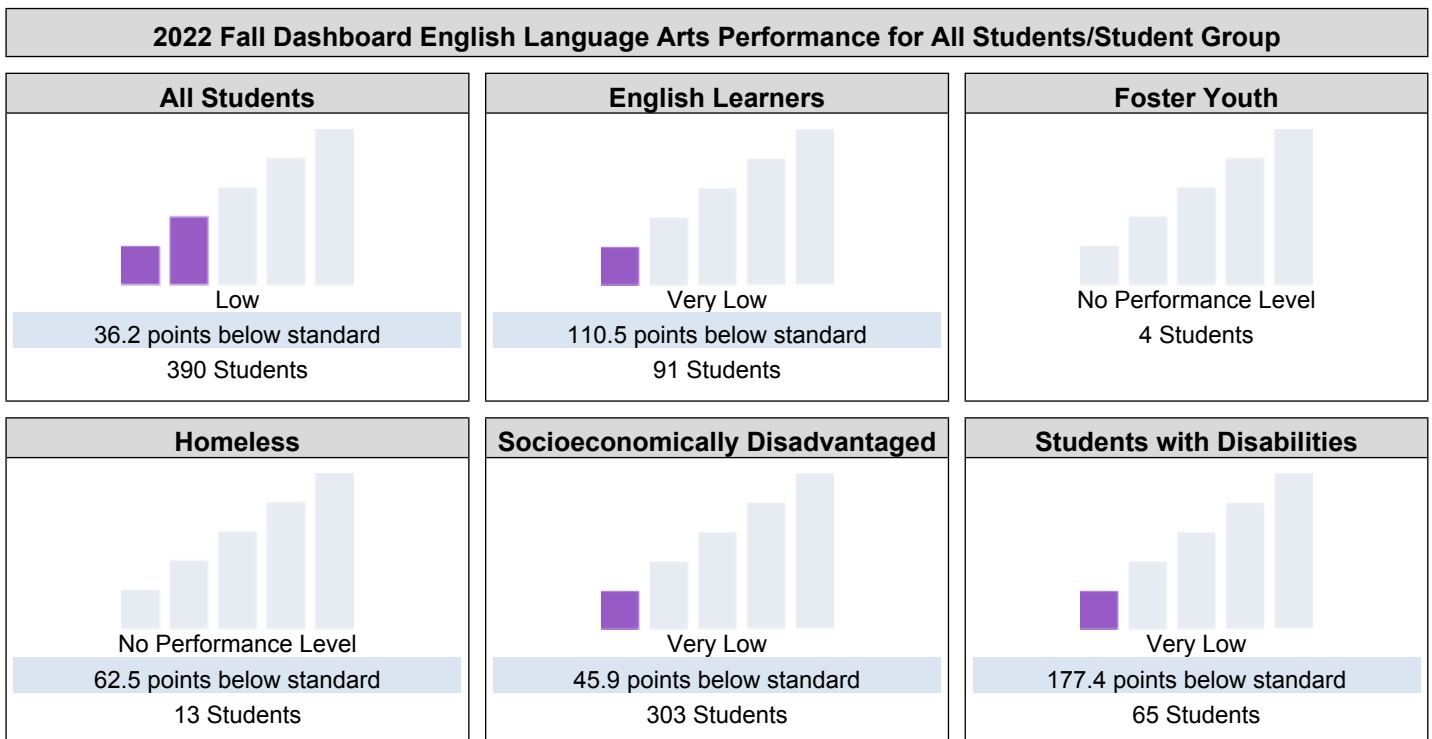 2022 Fall Dashboard English Language Arts Performance for All Students/Student Group
All Students
Low
36.2 points below standard
390 Students
English Learners
Very Low
110.5 points below standard
91 Students
Foster Youth
No Performance Level
4 Students
Homeless
No Performance Level
62.5 points below standard
13 Students
Socioeconomically Disadvantaged
Very Low
45.9 points below standard
303 Students
Students with Disabilities
Very Low
177.4 points below standard
65 Students